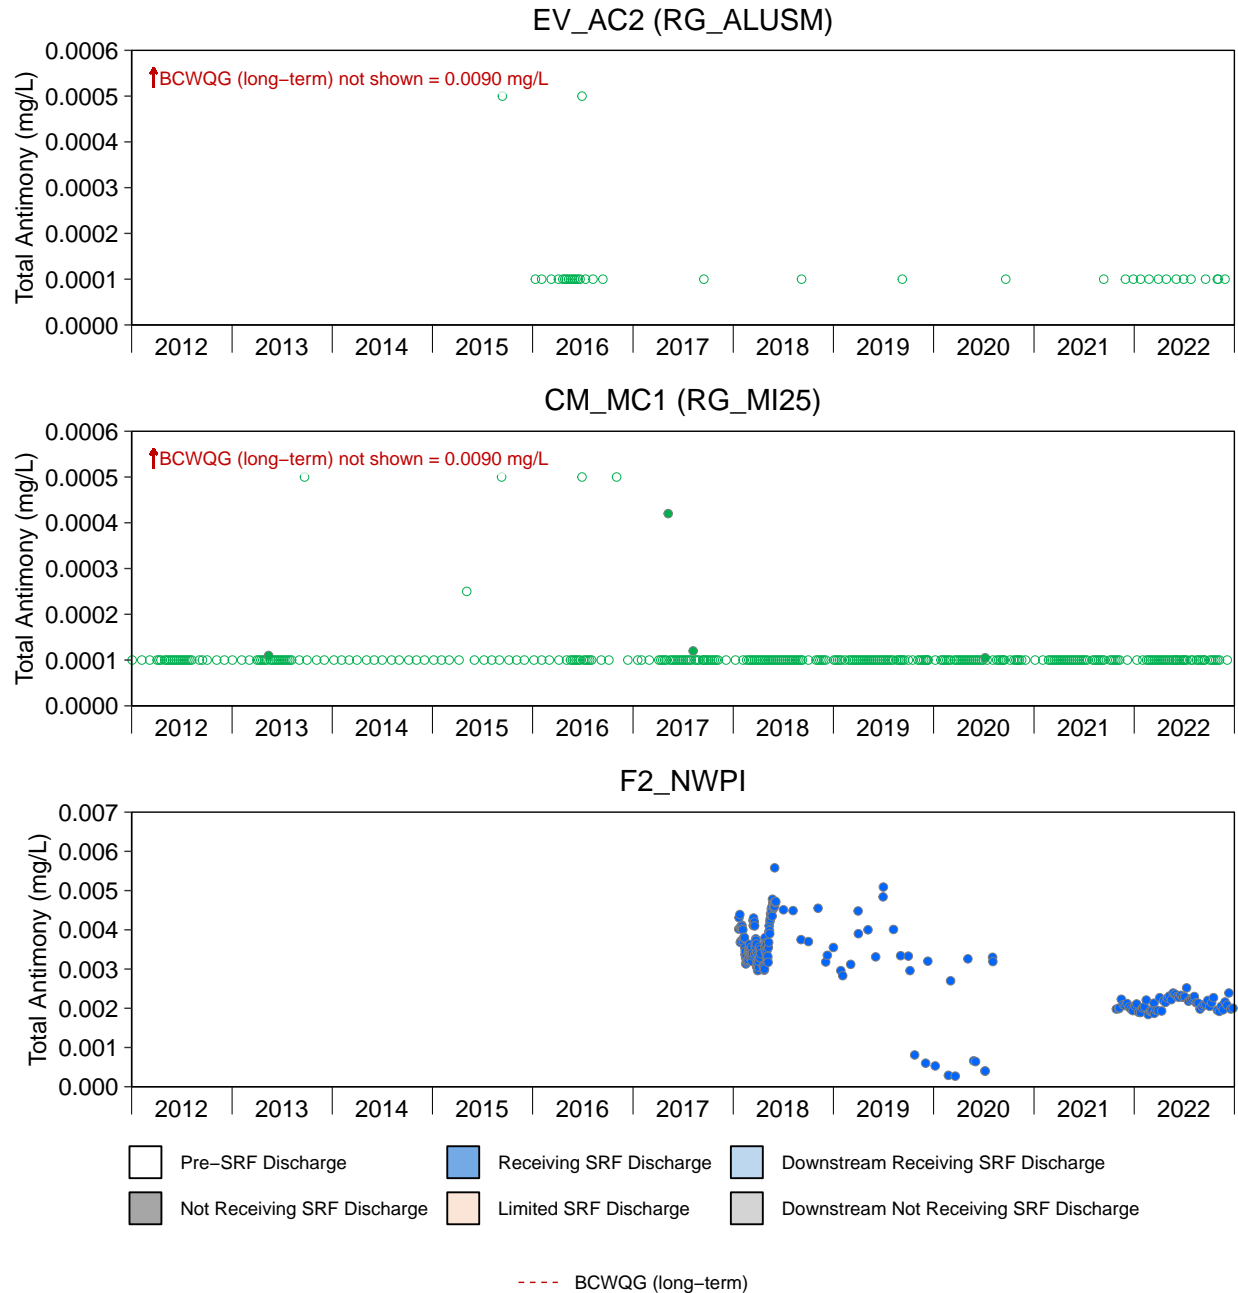 EV_AC2 (RG_ALUSM)
Total Antimony (mg/L)
0.0006
0.0005
0.0004
0.0003
0.0002
0.0001
0.0000
BCWQG (long−term) not shown = 0.0090 mg/L
2012 2013 2014 2015 2016 2017 2018 2019 2020 2021 2022
CM_MC1 (RG_MI25)
Total Antimony (mg/L)
0.0006
0.0005
0.0004
0.0003
0.0002
0.0001
0.0000
BCWQG (long−term) not shown = 0.0090 mg/L
2012 2013 2014 2015 2016 2017 2018 2019 2020 2021 2022
F2_NWPI
Total Antimony (mg/L)
0.007
0.006
0.005
0.004
0.003
0.002
0.001
0.000
2012 2013 2014 2015 2016 2017 2018 2019 2020 2021 2022
Pre−SRF Discharge Receiving SRF Discharge Downstream Receiving SRF Discharge
Not Receiving SRF Discharge Limited SRF Discharge Downstream Not Receiving SRF Discharge
BCWQG (long−term)